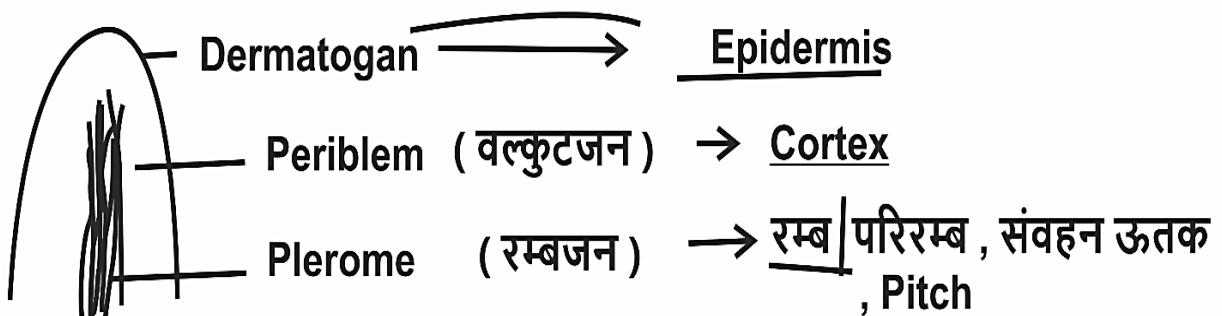 Dermatogan → Epidermis
Periblem ( वल्कुटजन ) → Cortex
Plerome ( रम्बजन ) → रम्ब | परिरम्ब , संवहन ऊतक
, Pitch